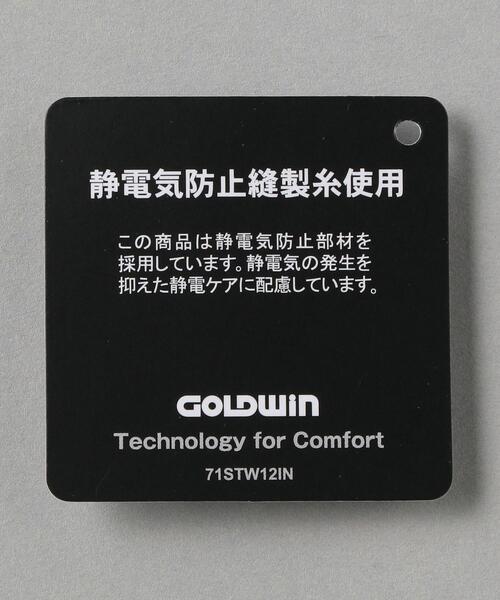 静電気防止縫製糸使用
この商品は静電気防止部材を
採用しています。静電気の発生を
抑えた静電ケアに配慮しています。
GOLDWIN
Technology for Comfort
71STW12IN